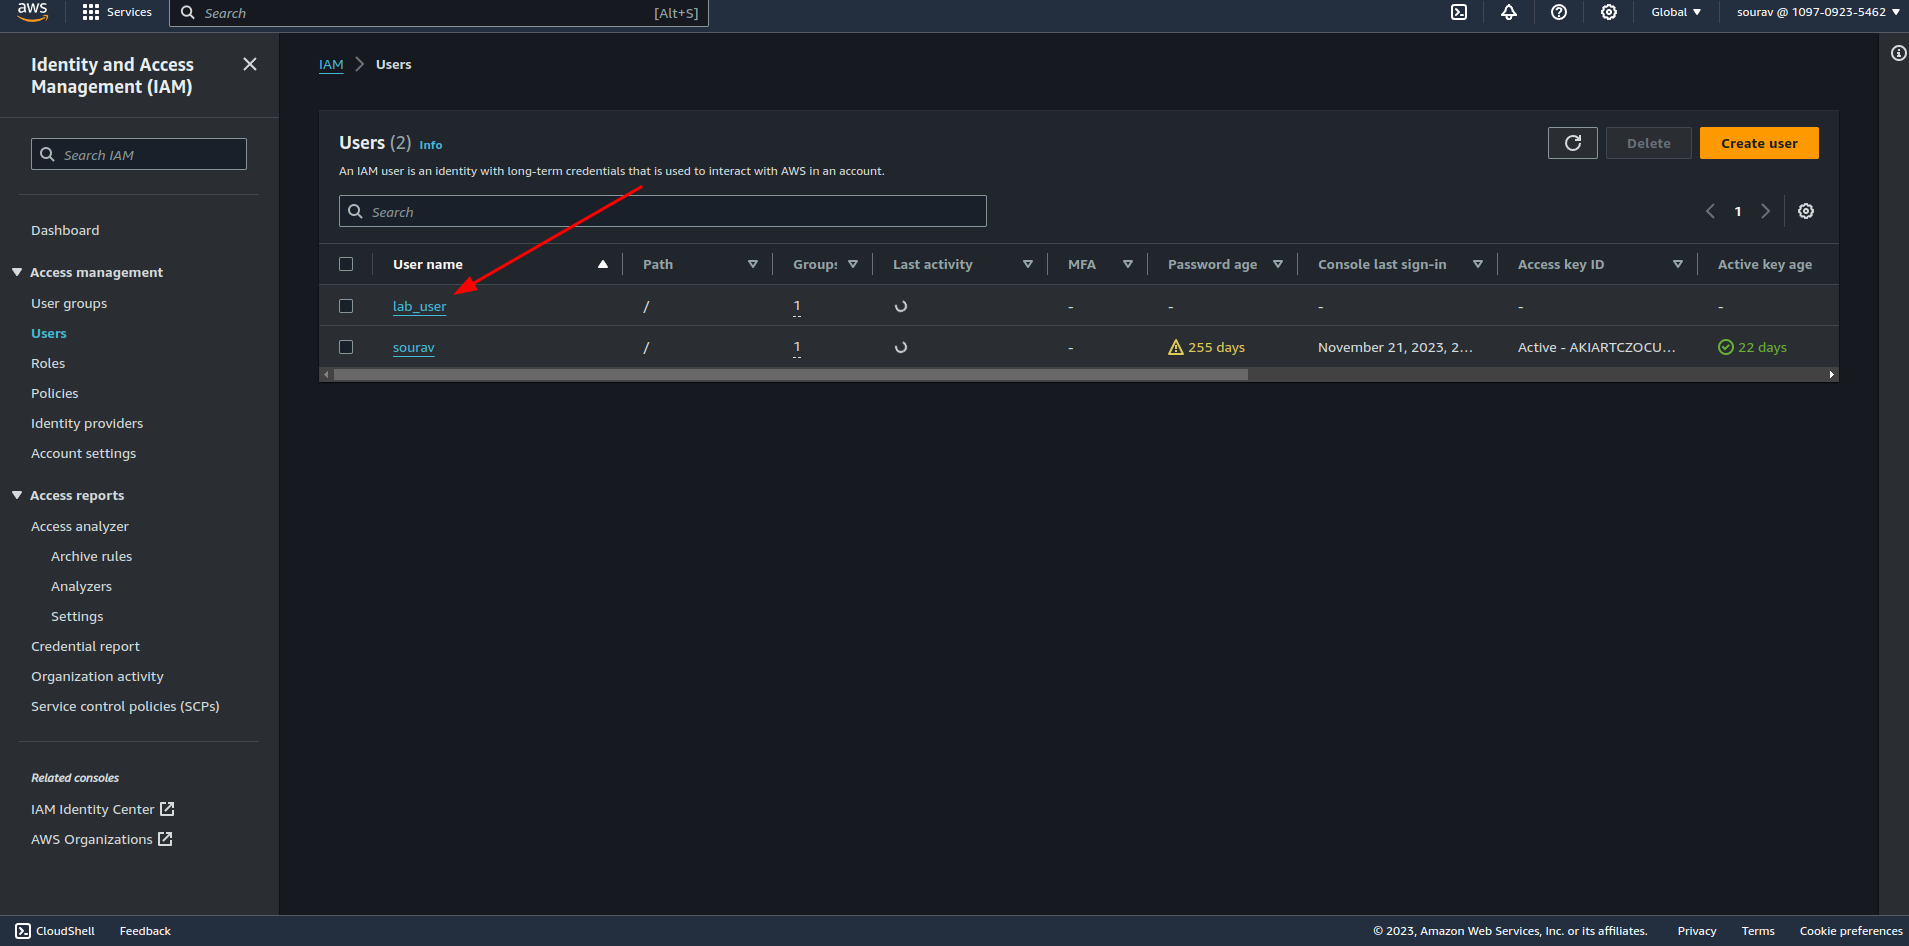 aws
Services
Search [Alt+S]
Global
sourav @ 1097-0923-5462
Identity and Access
Management (IAM)
Search IAM
Dashboard
Access management
User groups
Users
Roles
Policies
Identity providers
Account settings
Access reports
Access analyzer
Archive rules
Analyzers
Settings
Credential report
Organization activity
Service control policies (SCPs)
Related consoles
IAM Identity Center
AWS Organizations
IAM Users
Users (2) Info
An IAM user is an identity with long-term credentials that is used to interact with AWS in an account.
Delete
Create user
Search
1
User name Path Groups Last activity MFA Password age Console last sign-in Access key ID Active key age
lab_user / 1 - - - - -
sourav / 1 - 255 days November 21, 2023, 2... Active - AKIARTCZOCU... 22 days
CloudShell Feedback © 2023, Amazon Web Services, Inc. or its affiliates. Privacy Terms Cookie preferences